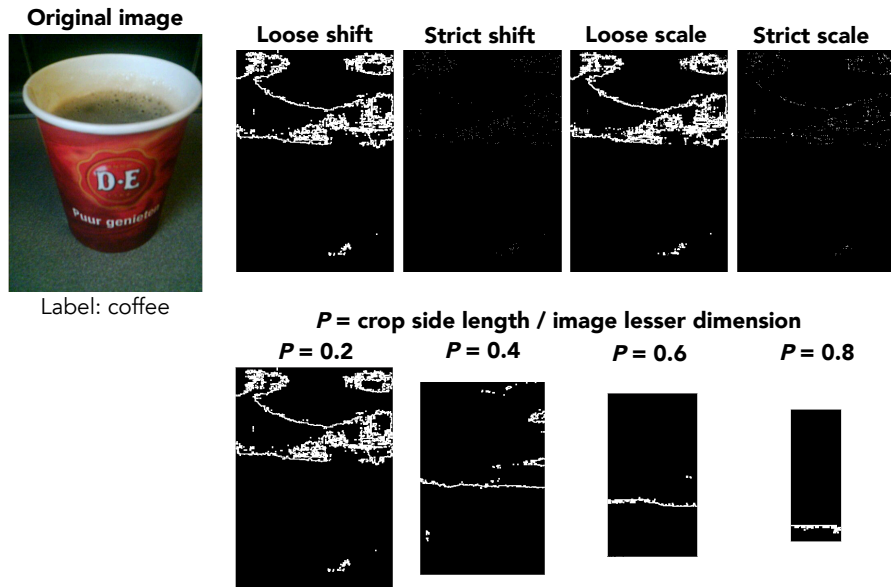 Original image
Loose shift
Strict shift
Loose scale
Strict scale
D·E
Puur genieten
Label: coffee
P = crop side length / image lesser dimension
P = 0.2
P = 0.4
P = 0.6
P = 0.8